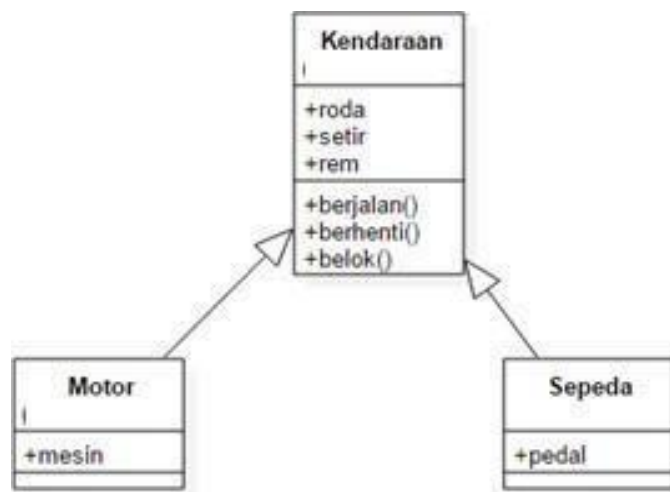 Kendaraan
+roda
+setir
+rem
+berjalan()
+berhenti()
+belok()
Motor
+mesin
Sepeda
+pedal